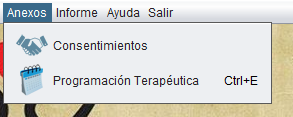 Anexos Informe Ayuda Salir
Consentimientos
Programación Terapéutica Ctrl+E